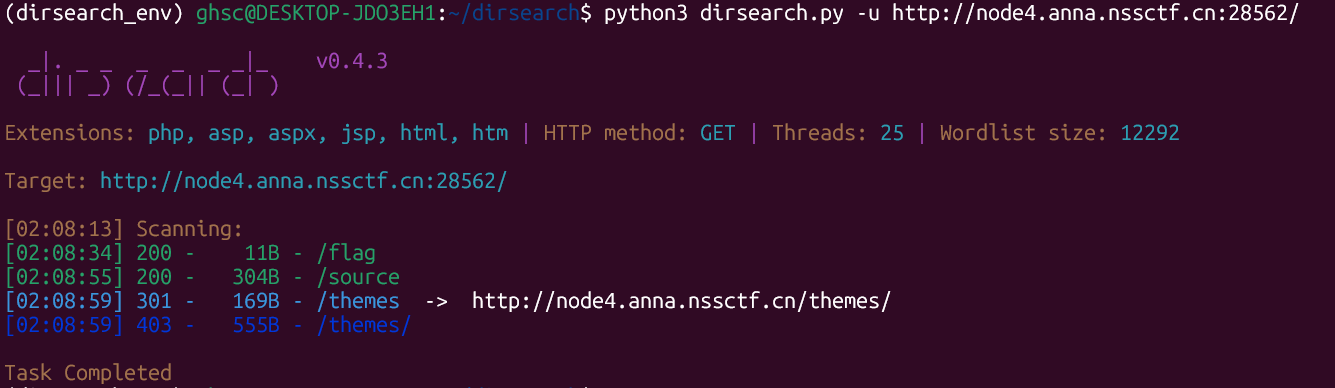 (dirsearch_env) ghsc@DESKTOP-JDO3EH1:~/dirsearch$ python3 dirsearch.py -u http://node4.anna.nssctf.cn:28562/
  _|. _ _  _  _  _ _|_    v0.4.3
 (_||| _) (/_(_|| (_| )
Extensions: php, asp, aspx, jsp, html, htm | HTTP method: GET | Threads: 25 | Wordlist size: 12292
Target: http://node4.anna.nssctf.cn:28562/
[02:08:13] Scanning:
[02:08:34] 200 -    11B - /flag
[02:08:55] 200 -   304B - /source
[02:08:59] 301 -   169B - /themes  ->  http://node4.anna.nssctf.cn/themes/
[02:08:59] 403 -   555B - /themes/
Task Completed